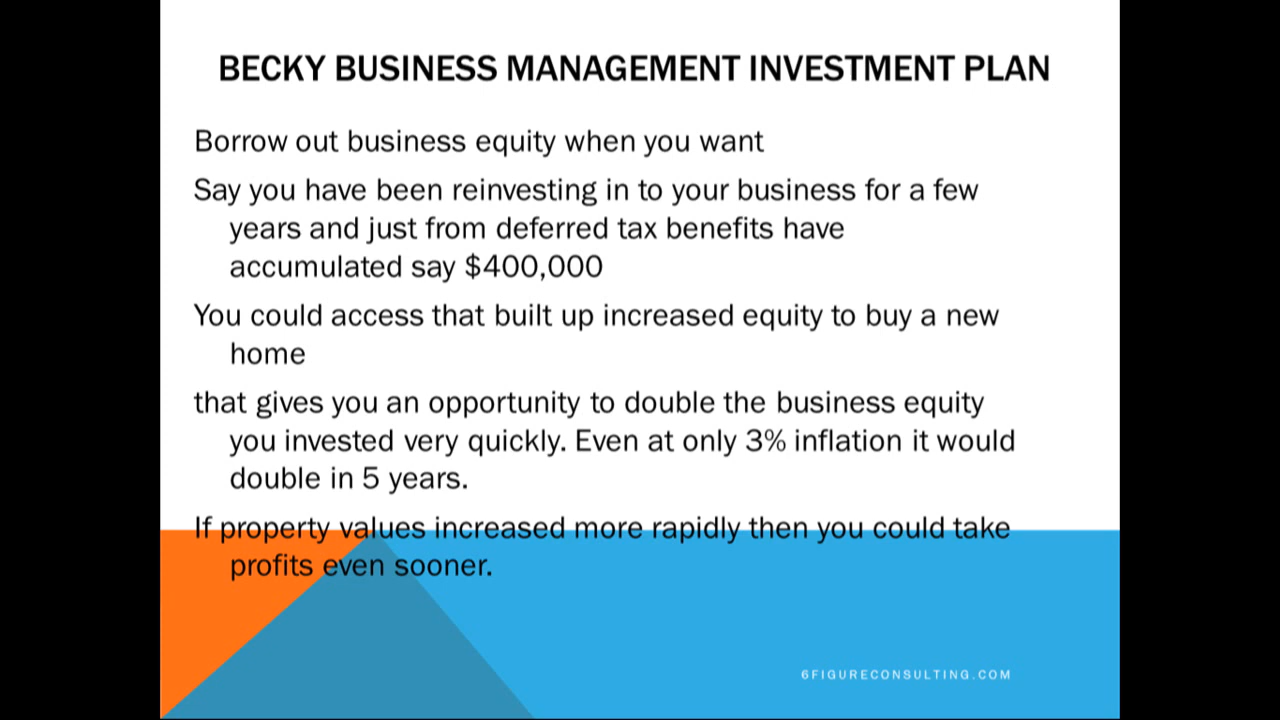 BECKY BUSINESS MANAGEMENT INVESTMENT PLAN
Borrow out business equity when you want
Say you have been reinvesting in to your business for a few
years and just from deferred tax benefits have
accumulated say $400,000
You could access that built up increased equity to buy a new
home
that gives you an opportunity to double the business equity
you invested very quickly. Even at only 3% inflation it would
double in 5 years.
If property values increased more rapidly then you could take
profits even sooner.
6FIGURECONSULTING.COM